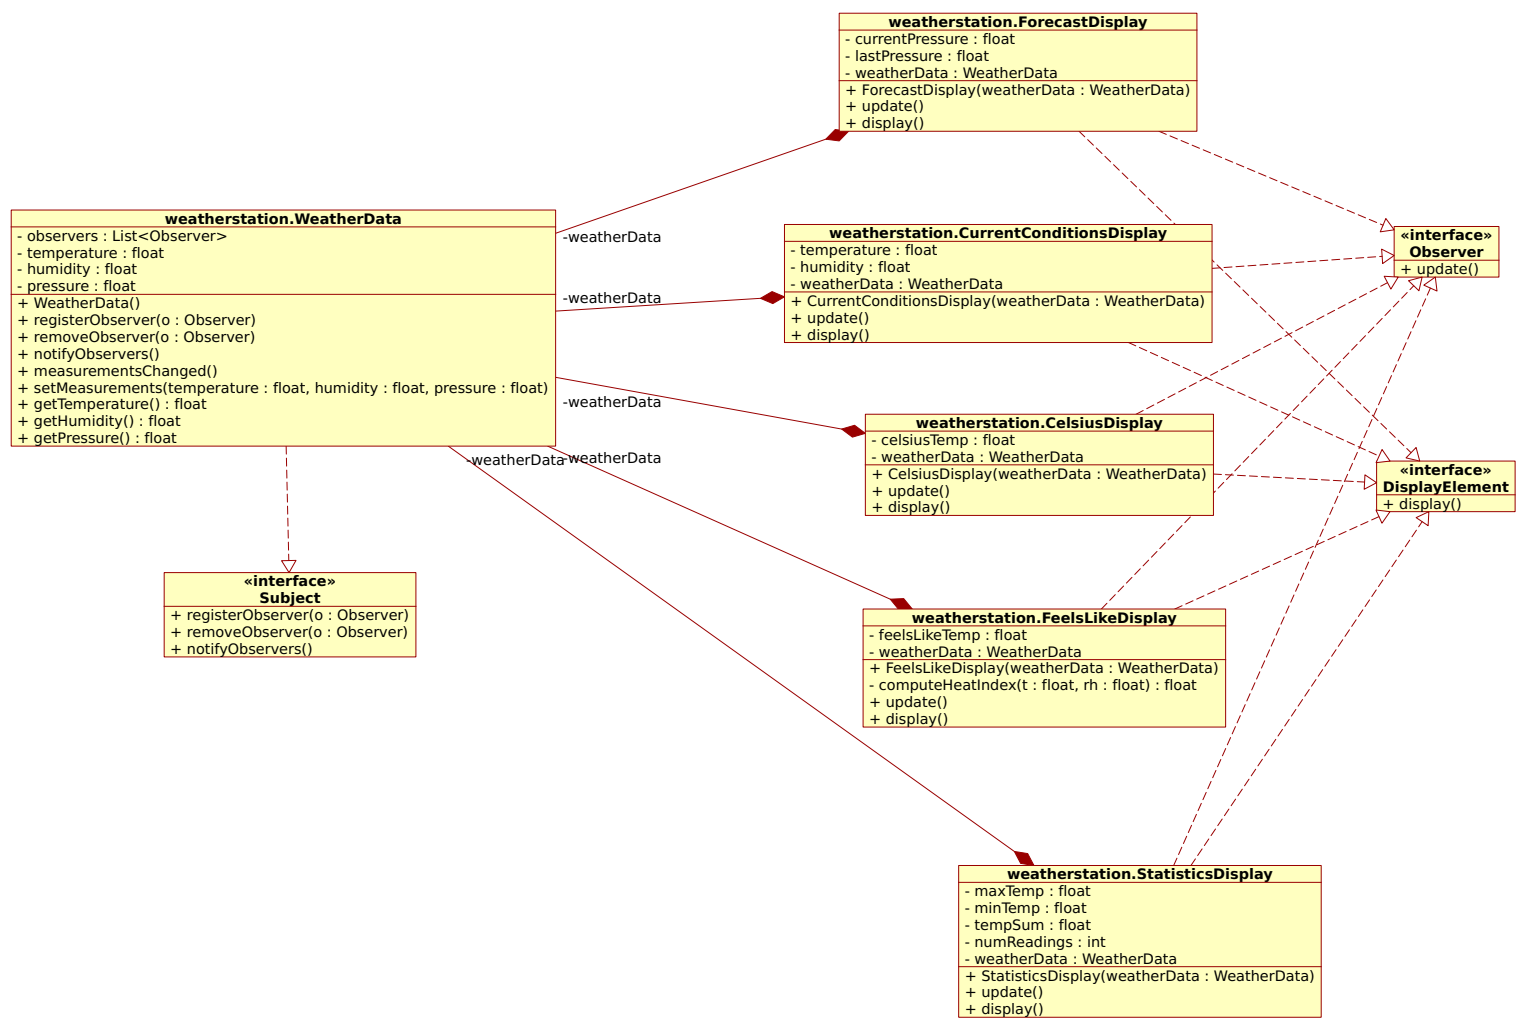 weatherstation.ForecastDisplay
- currentPressure : float
- lastPressure : float
- weatherData : WeatherData
+ ForecastDisplay(weatherData : WeatherData)
+ update()
+ display()
weatherstation.WeatherData
- observers : List<Observer>
- temperature : float
- humidity : float
- pressure : float
+ WeatherData()
+ registerObserver(o : Observer)
+ removeObserver(o : Observer)
+ notifyObservers()
+ measurementsChanged()
+ setMeasurements(temperature : float, humidity : float, pressure : float)
+ getTemperature() : float
+ getHumidity() : float
+ getPressure() : float
-weatherData
-weatherData
-weatherData
-weatherData
-weatherData
weatherstation.CurrentConditionsDisplay
- temperature : float
- humidity : float
- weatherData : WeatherData
+ CurrentConditionsDisplay(weatherData : WeatherData)
+ update()
+ display()
«interface»
Observer
+ update()
weatherstation.CelsiusDisplay
- celsiusTemp : float
- weatherData : WeatherData
+ CelsiusDisplay(weatherData : WeatherData)
+ update()
+ display()
«interface»
DisplayElement
+ display()
«interface»
Subject
+ registerObserver(o : Observer)
+ removeObserver(o : Observer)
+ notifyObservers()
weatherstation.FeelsLikeDisplay
- feelsLikeTemp : float
- weatherData : WeatherData
+ FeelsLikeDisplay(weatherData : WeatherData)
- computeHeatIndex(t : float, rh : float) : float
+ update()
+ display()
weatherstation.StatisticsDisplay
- maxTemp : float
- minTemp : float
- tempSum : float
- numReadings : int
- weatherData : WeatherData
+ StatisticsDisplay(weatherData : WeatherData)
+ update()
+ display()